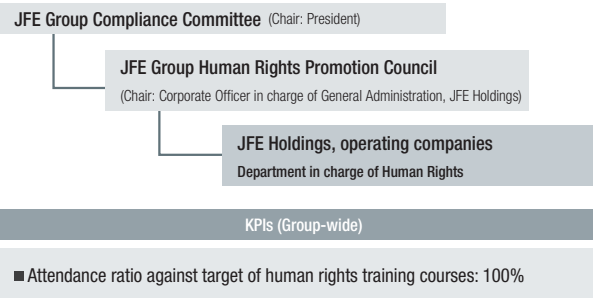 JFE Group Compliance Committee (Chair: President)
JFE Group Human Rights Promotion Council
(Chair: Corporate Officer in charge of General Administration, JFE Holdings)
JFE Holdings, operating companies
Department in charge of Human Rights
KPIs (Group-wide)
■ Attendance ratio against target of human rights training courses: 100%